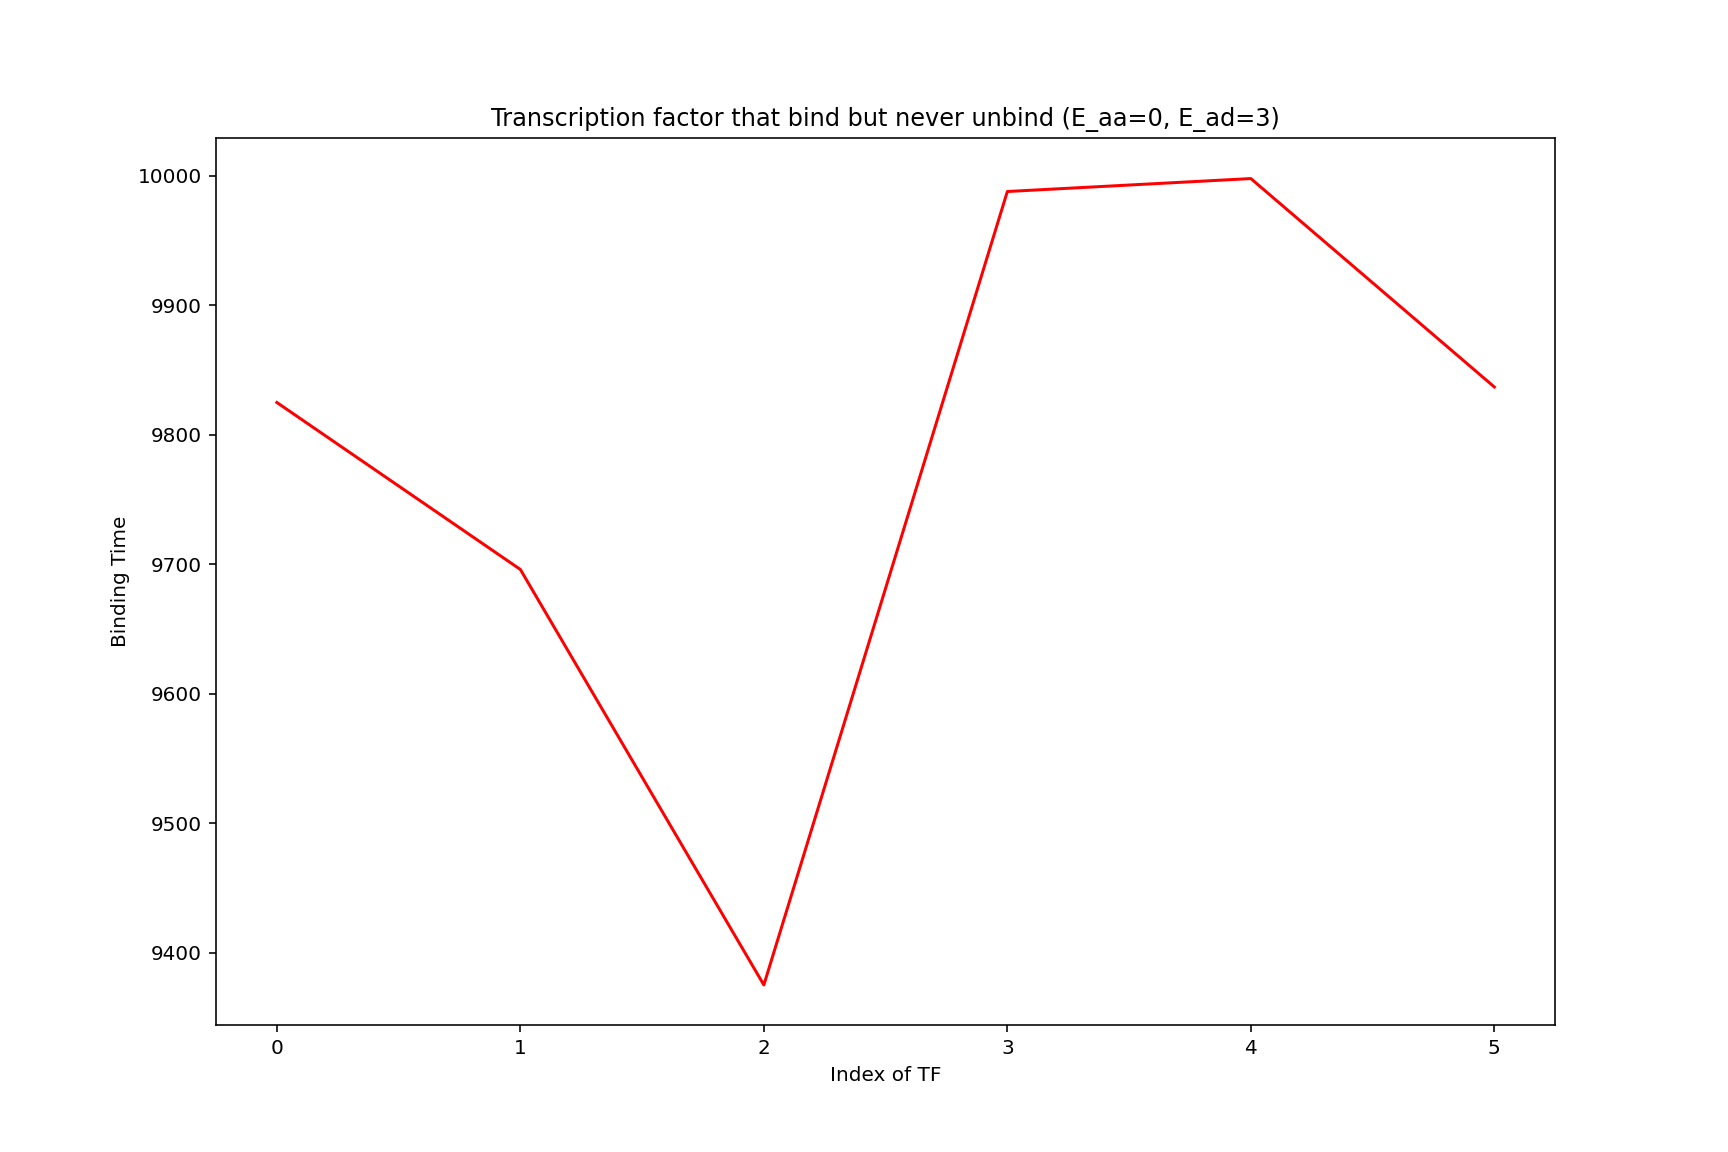 Transcription factor that bind but never unbind (E_aa=0, E_ad=3)
10000
9900
9800
9700
9600
9500
9400
Binding Time
0 1 2 3 4 5
Index of TF